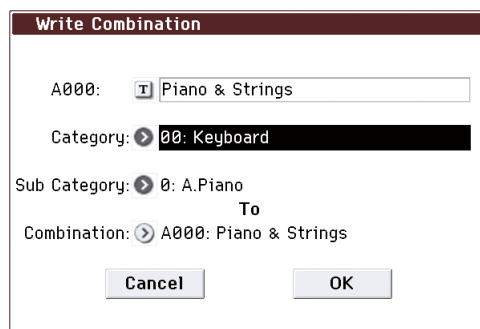 Write Combination
A000: T Piano & Strings
Category: 00: Keyboard
Sub Category: 0: A.Piano
To
Combination: A000: Piano & Strings
Cancel OK